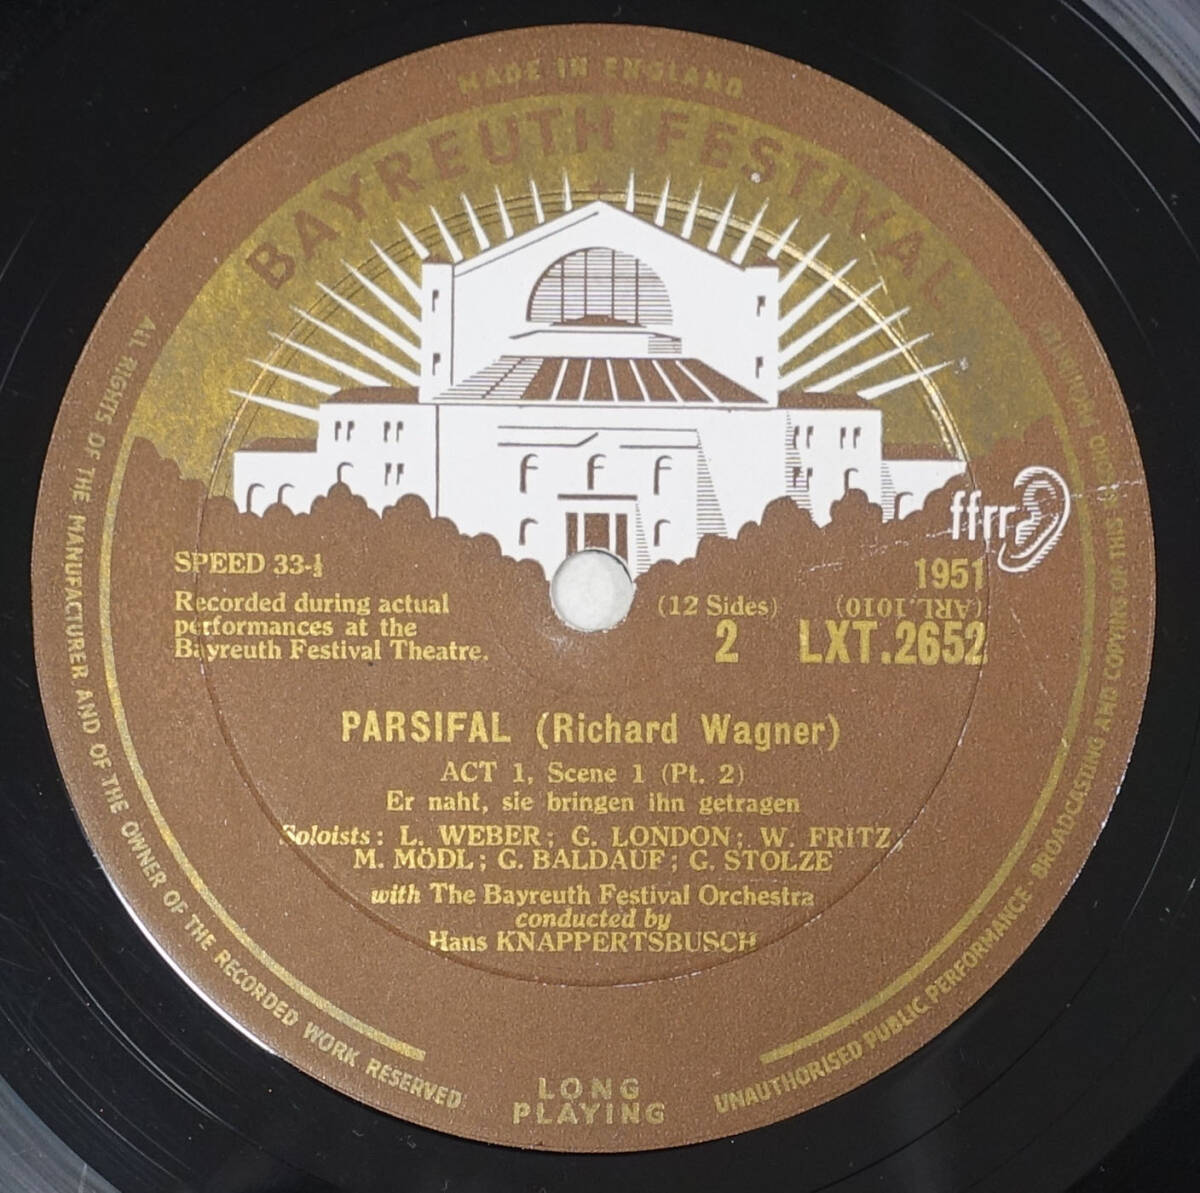 MADE IN ENGLAND
BAYREUTH FESTIVAL
ffrr
SPEED 33-⅓
Recorded during actual
performances at the
Bayreuth Festival Theatre.
1951
(12 Sides) (ARL.1010)
2 LXT.2652
PARSIFAL (Richard Wagner)
ACT 1, Scene 1 (Pt. 2)
Er naht, sie bringen ihn getragen
Soloists: L. WEBER; G. LONDON; W. FRITZ;
M. MÖDL; G. BALDAUF; G. STOLZE
with The Bayreuth Festival Orchestra
conducted by
Hans KNAPPERTSBUSCH
LONG
PLAYING
ALL RIGHTS OF THE MANUFACTURER AND OF THE OWNER OF THE RECORDED WORK RESERVED
UNAUTHORISED PUBLIC PERFORMANCE · BROADCASTING AND COPYING OF THIS RECORD PROHIBITED